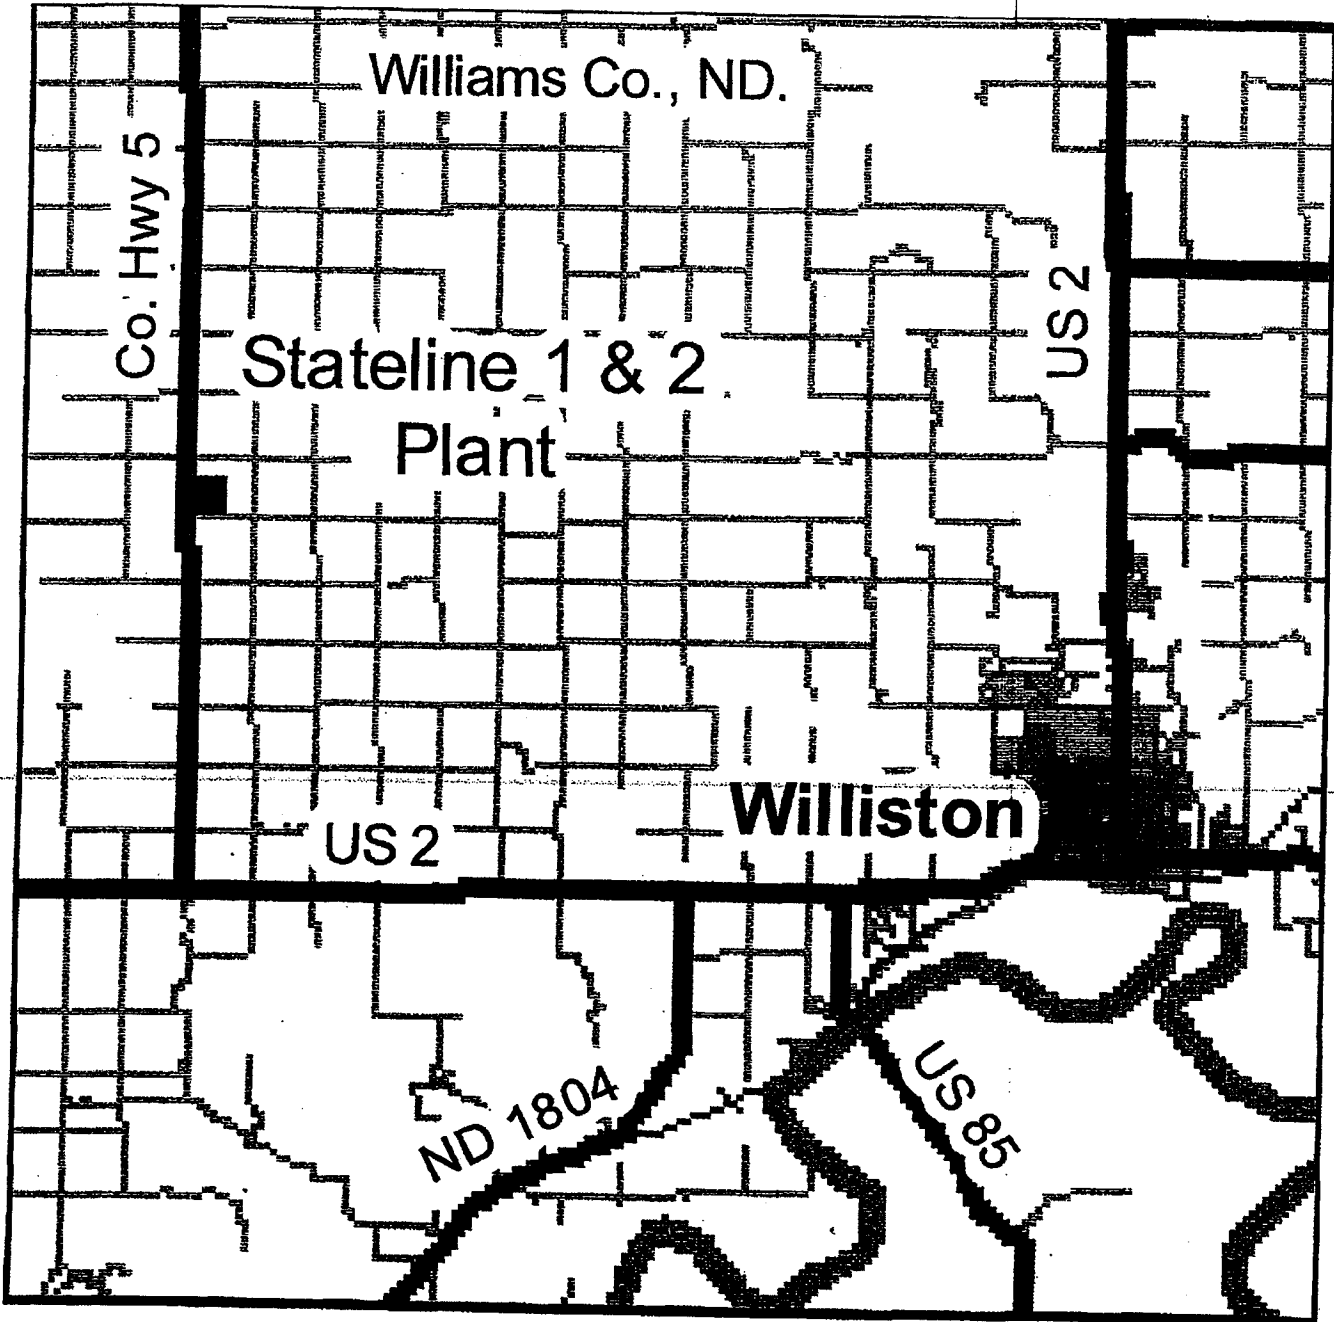 Williams Co., ND.
Co. Hwy 5
US 2
Stateline 1 & 2
Plant
Williston
US 2
ND 1804
US 85